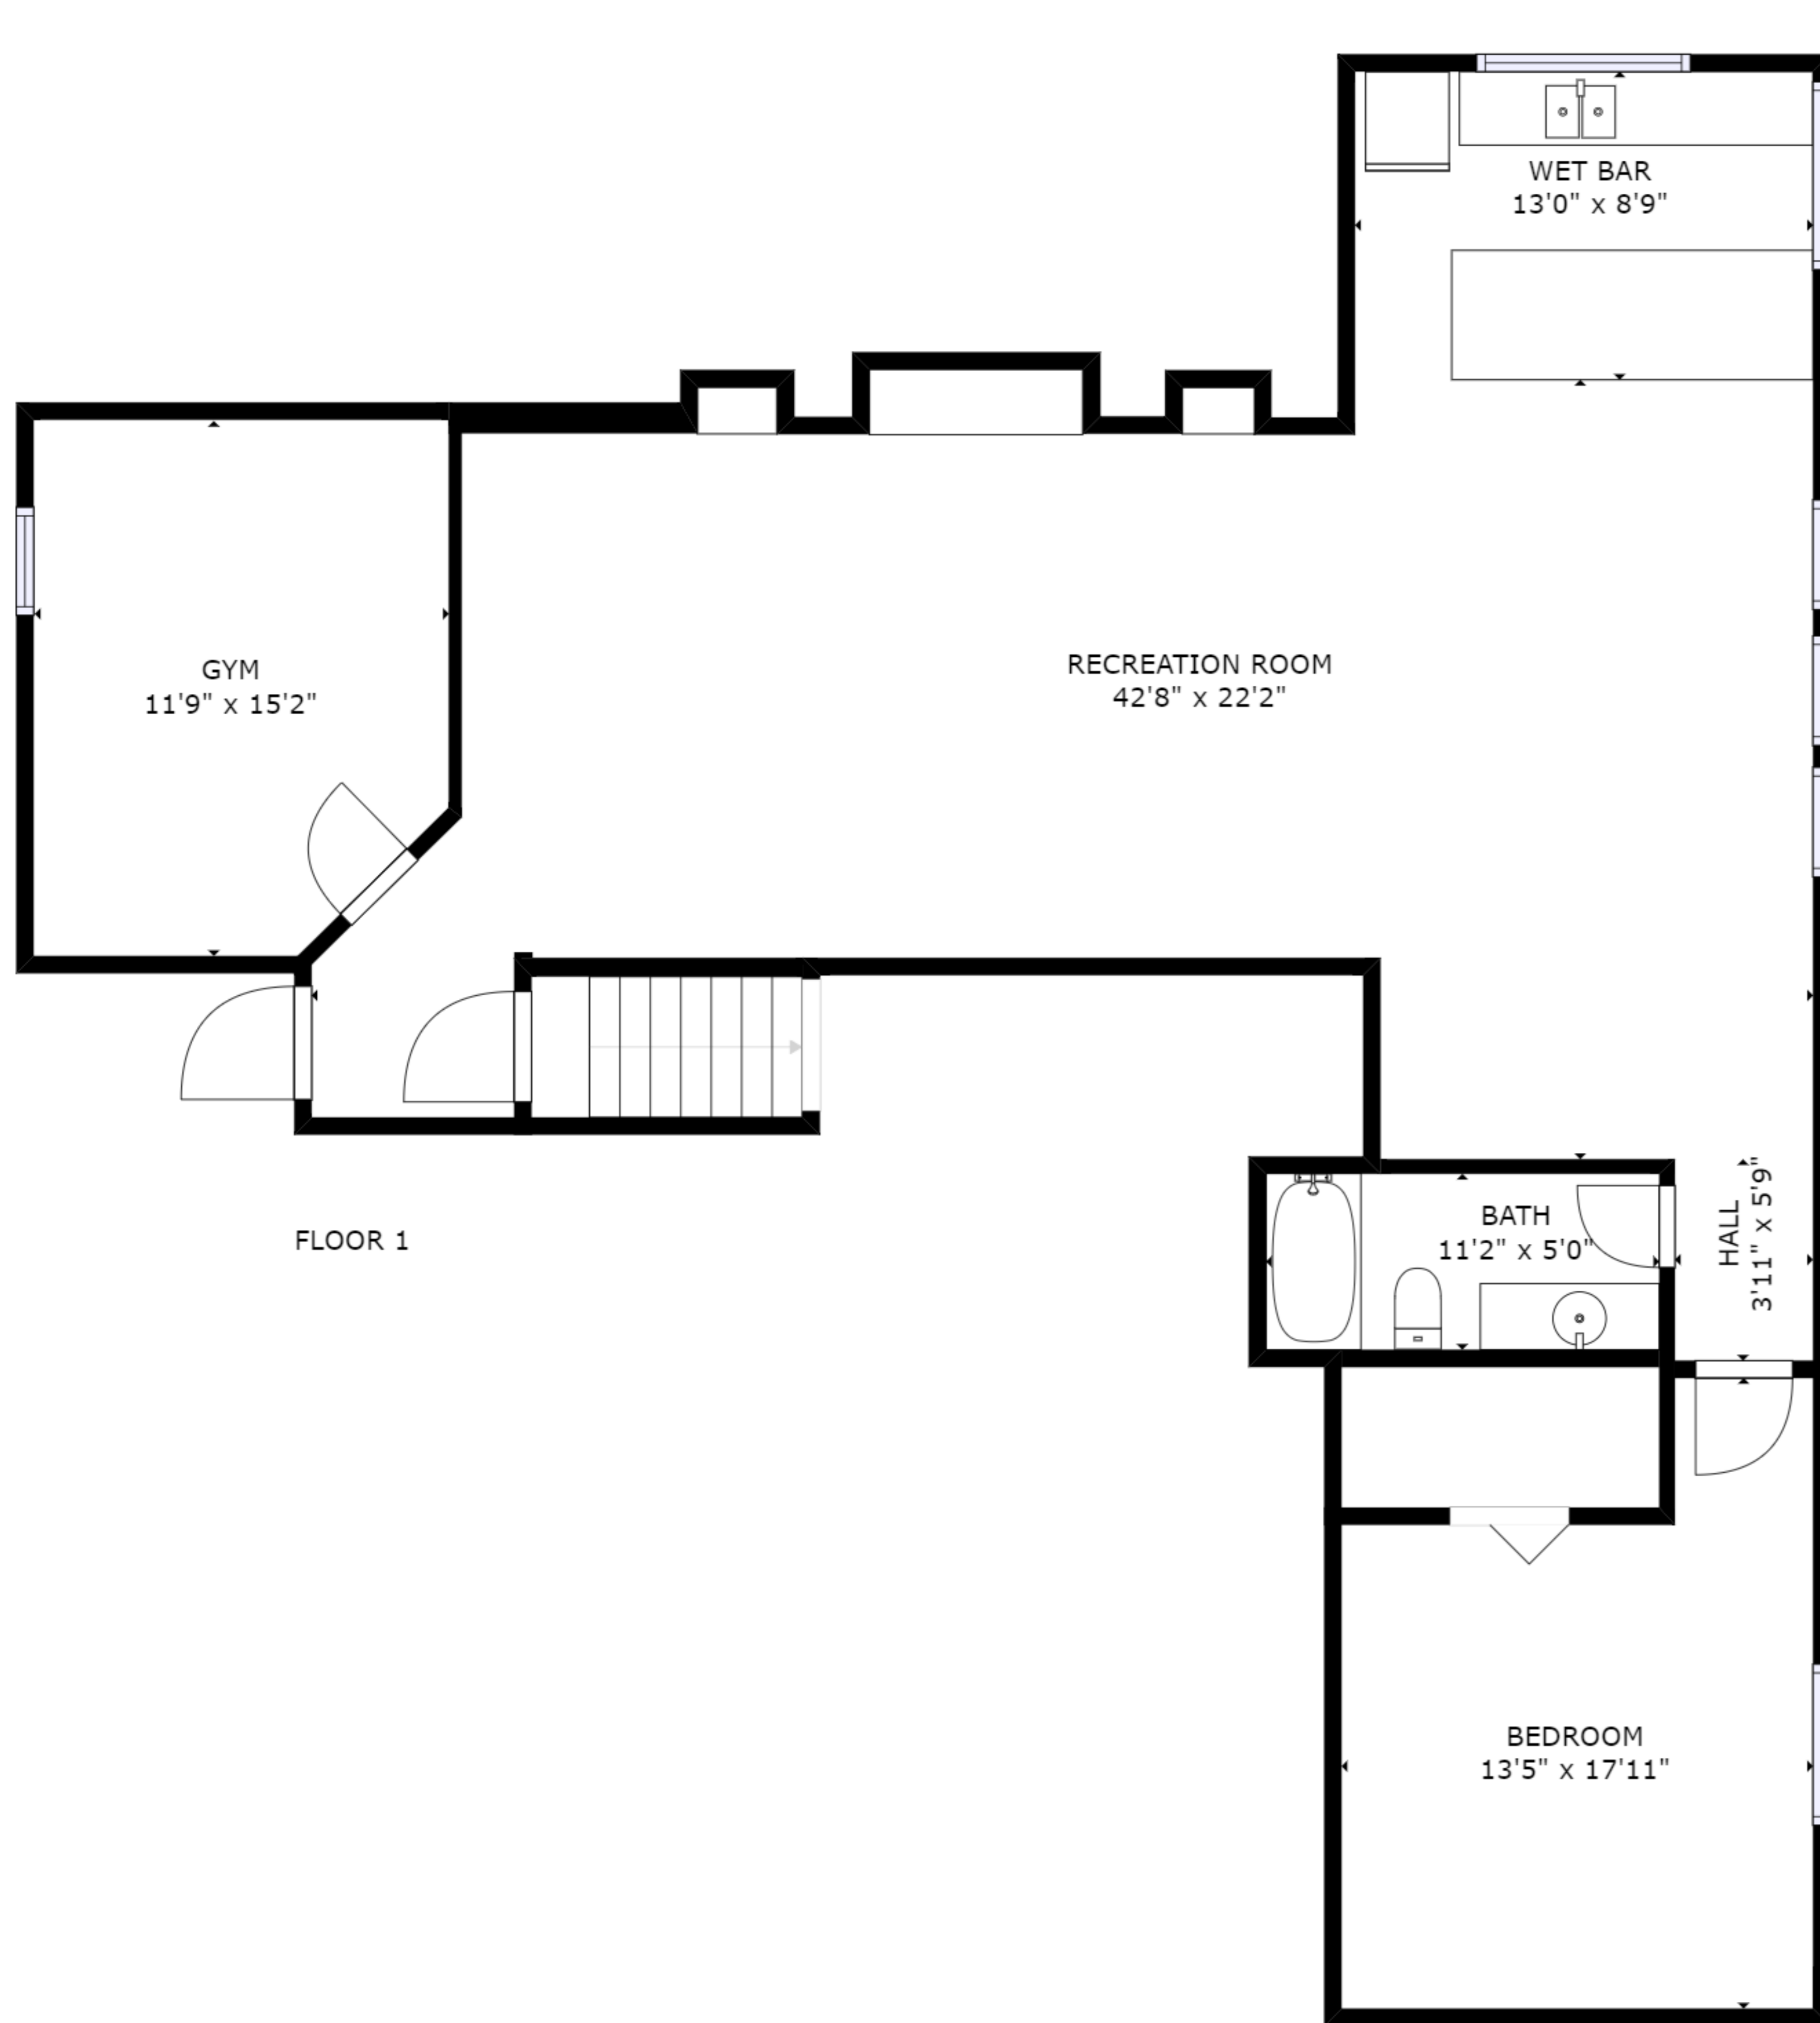 WET BAR
13'0" x 8'9"
RECREATION ROOM
42'8" x 22'2"
GYM
11'9" x 15'2"
BATH
11'2" x 5'0"
HALL
3'11" x 5'9"
FLOOR 1
BEDROOM
13'5" x 17'11"